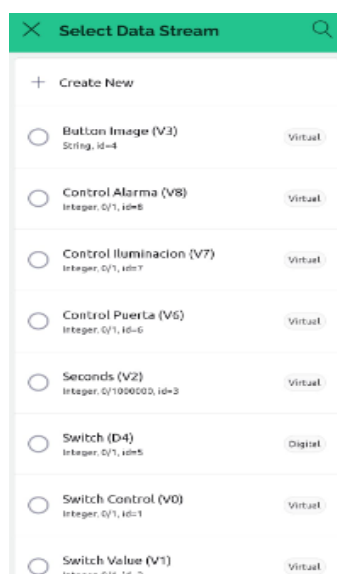 Select Data Stream
Create New
Button Image (V3)
Virtual
String, id=4
Control Alarma (V8)
Virtual
Integer, 0/1, id=8
Control Iluminacion (V7)
Virtual
Integer, 0/1, id=7
Control Puerta (V6)
Virtual
Integer, 0/1, id=6
Seconds (V2)
Virtual
Integer, 0/1000000, id=3
Switch (D4)
Digital
Integer, 0/1, id=5
Switch Control (V0)
Virtual
Integer, 0/1, id=1
Switch Value (V1)
Virtual